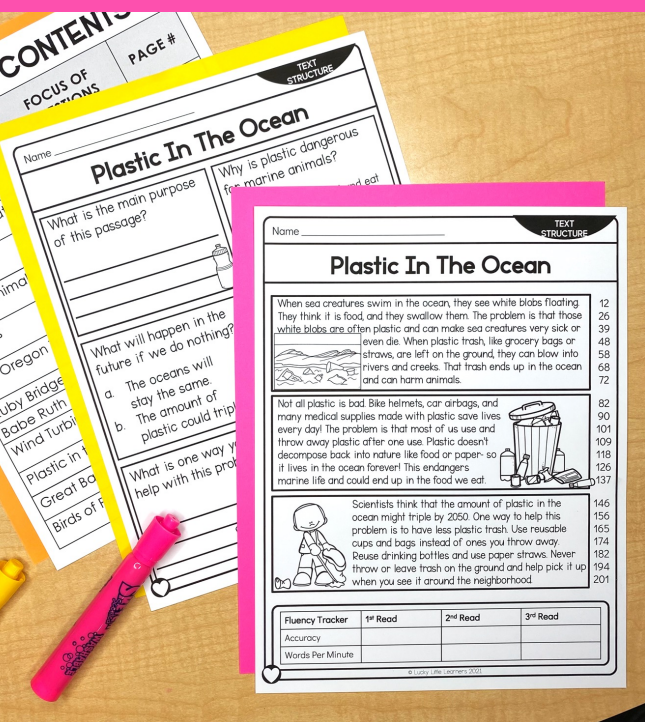 CONTENTS
FOCUS OF
PAGE #
Oregon
Babe Ruth
Plastic in
Birds of
TEXT
STRUCTURE
Name
Plastic In The Ocean
What is the main purpose
of this passage?
Why is plastic dangerous
for marine animals?
eat
What will happen in the
future if we do nothing?
a. The oceans will
stay the same.
b. The amount of
plastic could
What is one way
help with this
TEXT
STRUCTURE
Name
Plastic In The Ocean
When sea creatures swim in the ocean, they see white blobs floating. 12
They think it is food, and they swallow them. The problem is that those 26
white blobs are often plastic and can make sea creatures very sick or 39
even die. When plastic trash, like grocery bags or 48
straws, are left on the ground, they can blow into 58
rivers and creeks. That trash ends up in the ocean 68
and can harm animals. 72
Not all plastic is bad. Bike helmets, car airbags, and 82
many medical supplies made with plastic save lives 90
every day! The problem is that most of us use and 101
throw away plastic after one use. Plastic doesn't 109
decompose back into nature like food or paper- so 118
it lives in the ocean forever! This endangers 126
marine life and could end up in the food we eat. 137
Scientists think that the amount of plastic in the 146
ocean might triple by 2050. One way to help this 156
problem is to have less plastic trash. Use reusable 165
cups and bags instead of ones you throw away. 174
Reuse drinking bottles and use paper straws. Never 182
throw or leave trash on the ground and help pick it up 194
when you see it around the neighborhood. 201
Fluency Tracker 1st Read 2nd Read 3rd Read
Accuracy
Words Per Minute
© Lucky Little Learners 2021